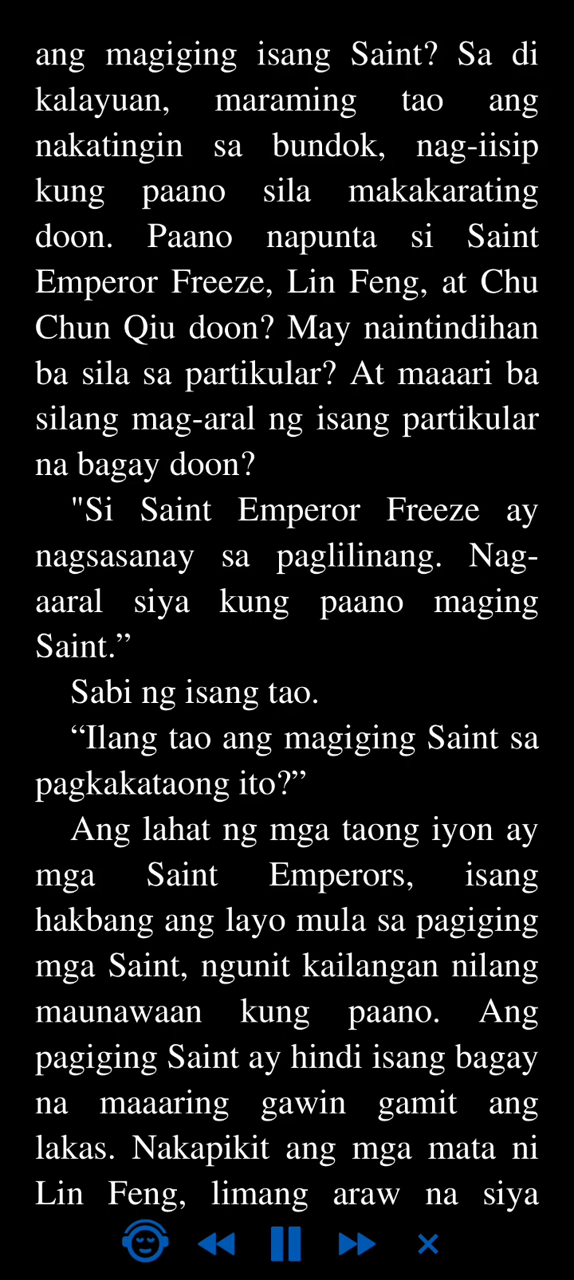 ang magiging isang Saint? Sa di
kalayuan, maraming tao ang
nakatingin sa bundok, nag-iisip
kung paano sila makakarating
doon. Paano napunta si Saint
Emperor Freeze, Lin Feng, at Chu
Chun Qiu doon? May naintindihan
ba sila sa partikular? At maaari ba
silang mag-aral ng isang partikular
na bagay doon?
"Si Saint Emperor Freeze ay
nagsasanay sa paglilinang. Nag-
aaral siya kung paano maging
Saint.”
Sabi ng isang tao.
“Ilang tao ang magiging Saint sa
pagkakataong ito?”
Ang lahat ng mga taong iyon ay
mga Saint Emperors, isang
hakbang ang layo mula sa pagiging
mga Saint, ngunit kailangan nilang
maunawaan kung paano. Ang
pagiging Saint ay hindi isang bagay
na maaaring gawin gamit ang
lakas. Nakapikit ang mga mata ni
Lin Feng, limang araw na siya